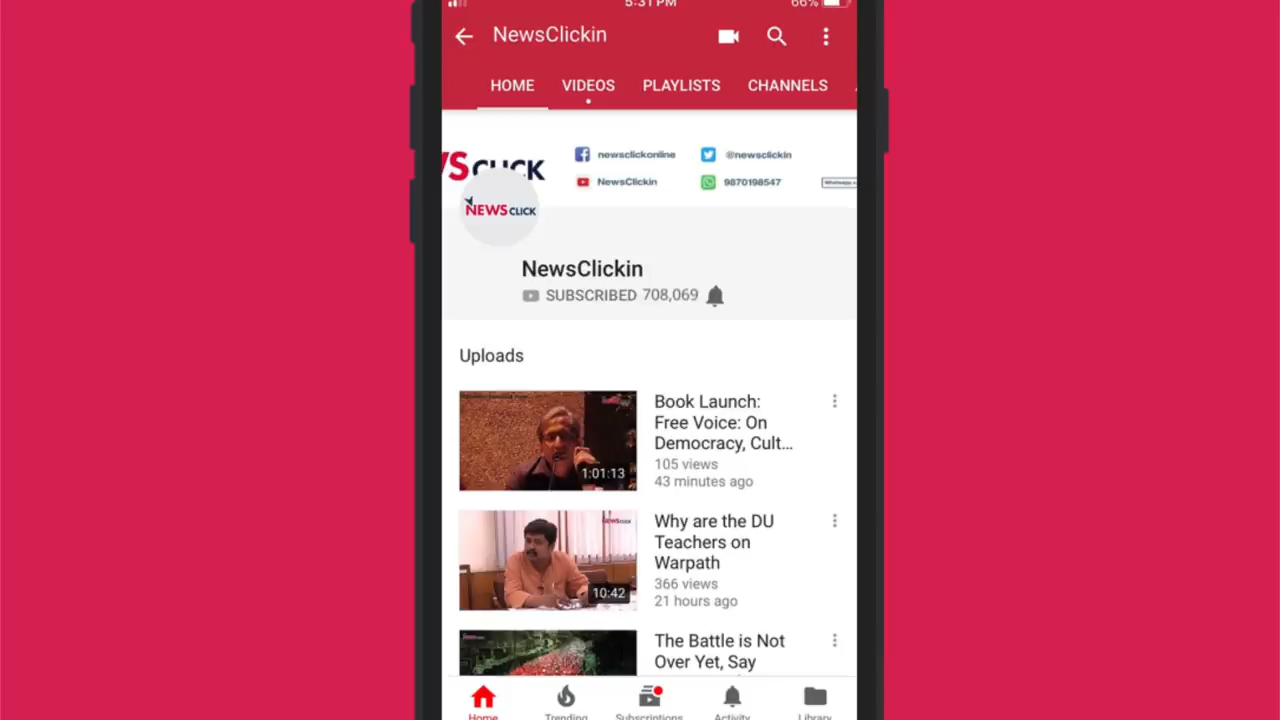 5:31 PM
66%
NewsClickin
HOME VIDEOS PLAYLISTS CHANNELS
newsclickonline @newsclickin
NewsClickin 9870198547
NEWSCLICK
NewsClickin
SUBSCRIBED 708,069
Uploads
Book Launch:
Free Voice: On
Democracy, Cult...
105 views
43 minutes ago
1:01:13
Why are the DU
Teachers on
Warpath
366 views
21 hours ago
10:42
The Battle is Not
Over Yet, Say
Home Trending Subscriptions Activity Library